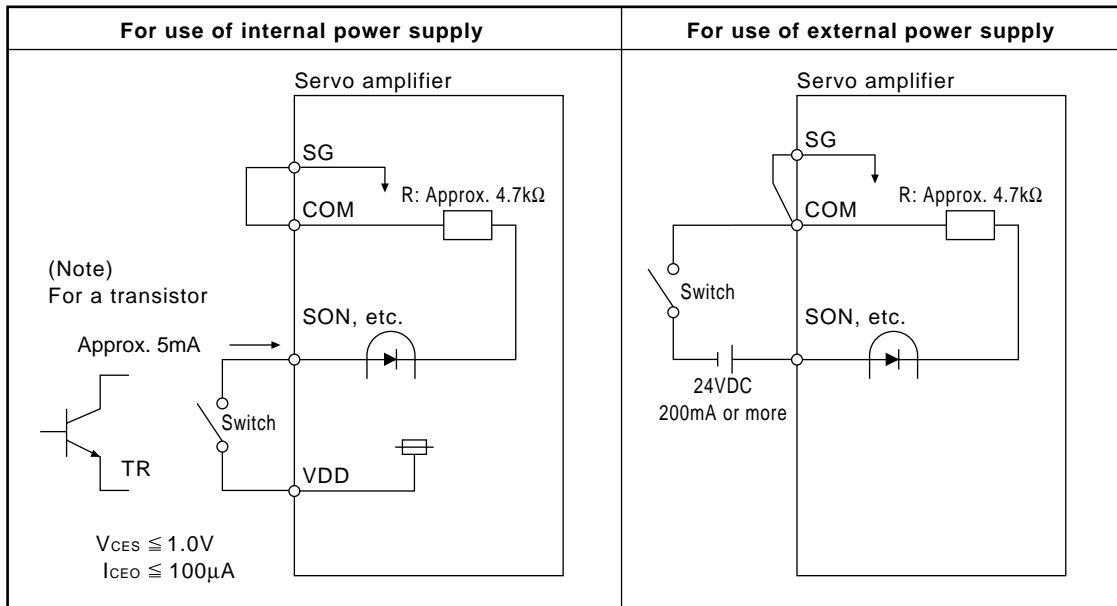 For use of internal power supply
For use of external power supply
Servo amplifier
SG
R: Approx. 4.7kΩ
COM
(Note)
For a transistor
SON, etc.
Approx. 5mA
Switch
TR
VDD
VCES ≦ 1.0V
ICEO ≦ 100μA
Servo amplifier
SG
R: Approx. 4.7kΩ
COM
Switch
SON, etc.
24VDC
200mA or more